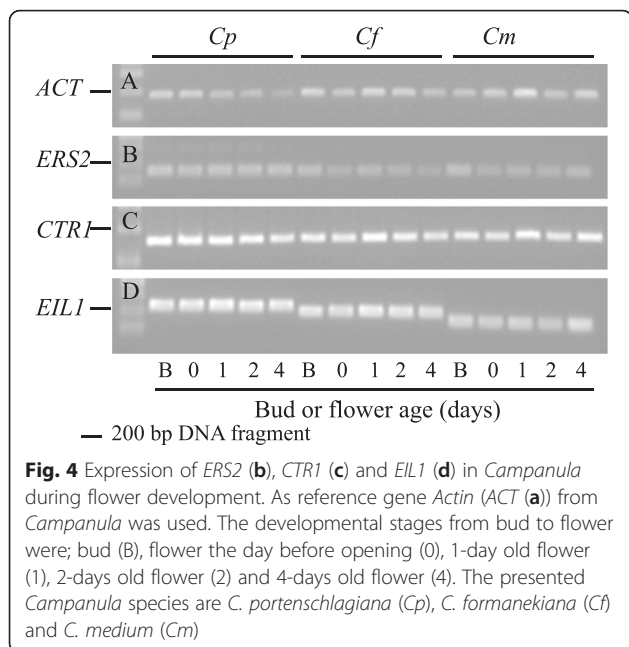 Cp Cf Cm
ACT A
ERS2 B
CTR1 C
EIL1 D
B 0 1 2 4 B 0 1 2 4 B 0 1 2 4
Bud or flower age (days)
200 bp DNA fragment
Fig. 4 Expression of ERS2 (b), CTR1 (c) and EIL1 (d) in Campanula
during flower development. As reference gene Actin (ACT (a)) from
Campanula was used. The developmental stages from bud to flower
were; bud (B), flower the day before opening (0), 1-day old flower
(1), 2-days old flower (2) and 4-days old flower (4). The presented
Campanula species are C. portenschlagiana (Cp), C. formanekiana (Cf)
and C. medium (Cm)